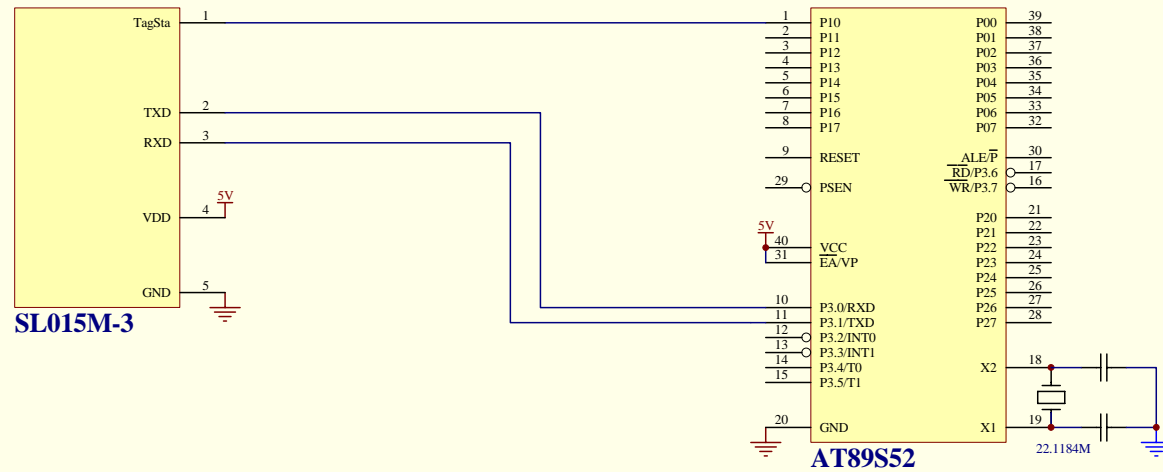 TagSta 1
TXD 2
RXD 3
5V
VDD 4
GND 5
SL015M-3
1 P10
2 P11
3 P12
4 P13
5 P14
6 P15
7 P16
8 P17
9 RESET
29 PSEN
5V
40 VCC
31 EA/VP
10 P3.0/RXD
11 P3.1/TXD
12 P3.2/INT0
13 P3.3/INT1
14 P3.4/T0
15 P3.5/T1
20 GND
P00 39
P01 38
P02 37
P03 36
P04 35
P05 34
P06 33
P07 32
ALE/P 30
RD/P3.6 17
WR/P3.7 16
P20 21
P21 22
P22 23
P23 24
P24 25
P25 26
P26 27
P27 28
X2 18
X1 19
22.1184M
AT89S52